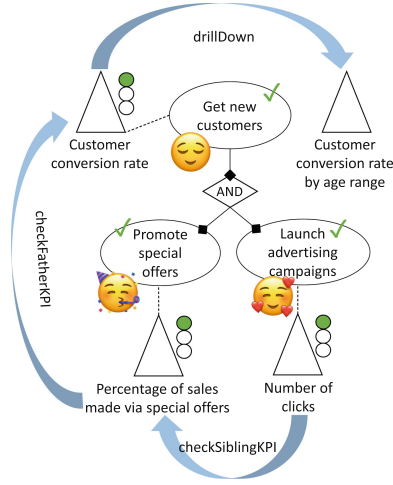 drillDown
Get new
customers
Customer
conversion rate
Customer
conversion rate
by age range
AND
checkFatherKPI
Promote
special
offers
Launch
advertising
campaigns
Percentage of sales
made via special offers
Number of
clicks
checkSiblingKPI